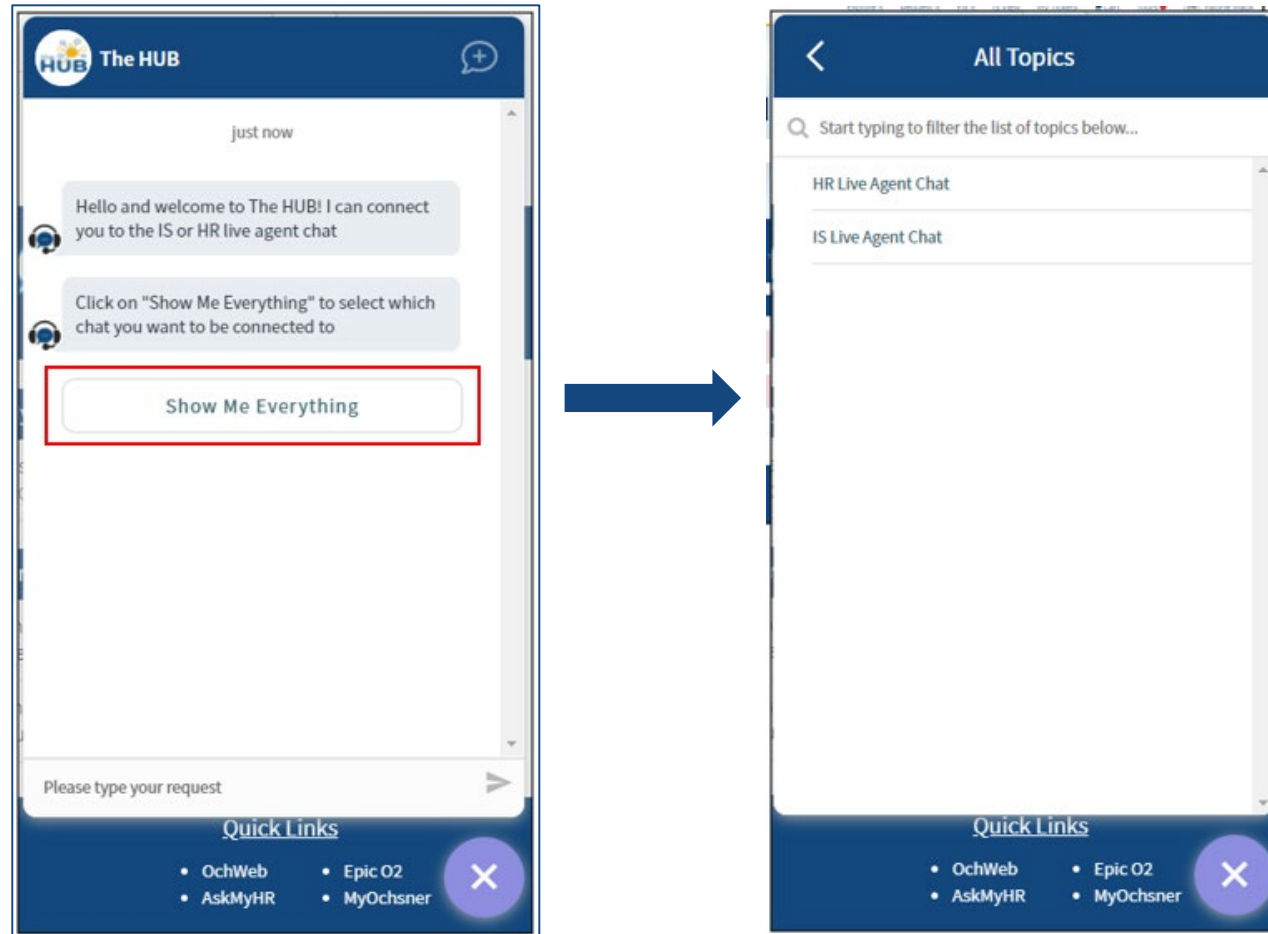 HUB
The HUB
just now
Hello and welcome to The HUB! I can connect
you to the IS or HR live agent chat
Click on "Show Me Everything" to select which
chat you want to be connected to
Show Me Everything
Please type your request
Quick Links
• OchWeb • Epic O2
• AskMyHR • MyOchsner
All Topics
Start typing to filter the list of topics below...
HR Live Agent Chat
IS Live Agent Chat
Quick Links
• OchWeb • Epic O2
• AskMyHR • MyOchsner